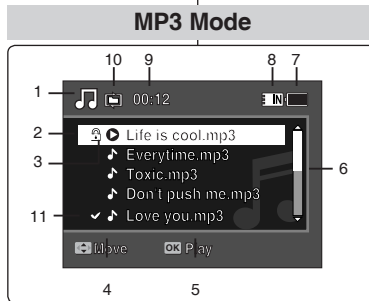 MP3 Mode
10 9 8 7
1 00:12 IN
2 Life is cool.mp3
3 Everytime.mp3
Toxic.mp3
6
Don't push me.mp3
11 Love you.mp3
Move OK Play
4 5